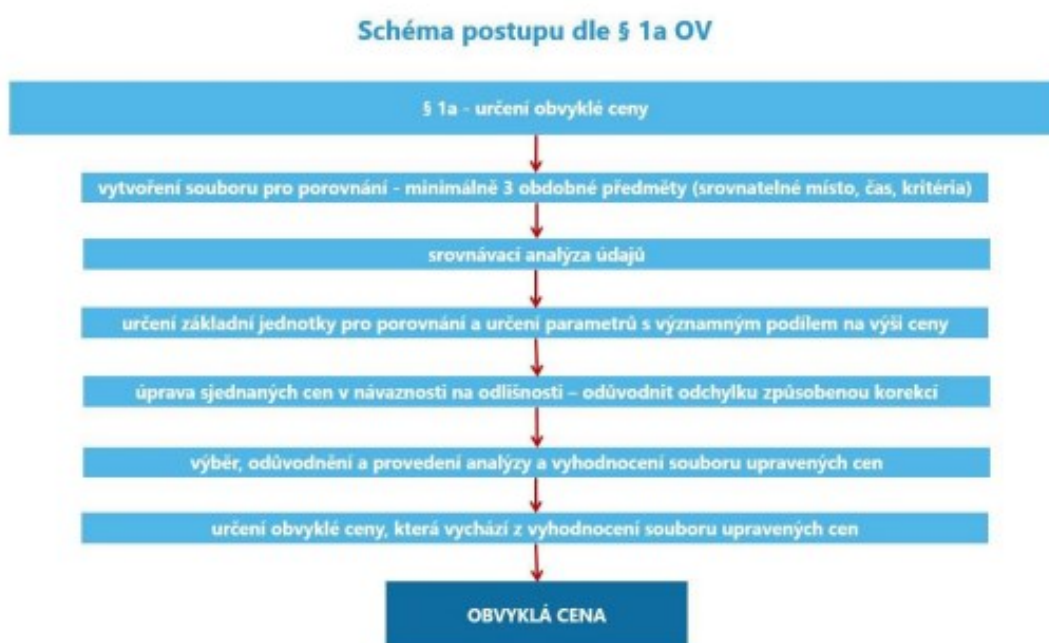 Schéma postupu dle § 1a OV
§ 1a - určení obvyklé ceny
vytvoření souboru pro porovnání - minimálně 3 obdobné předměty (srovnatelné místo, čas, kritéria)
srovnávací analýza údajů
určení základní jednotky pro porovnání a určení parametrů s významným podílem na výši ceny
úprava sjednaných cen v návaznosti na odlišnosti – odůvodnit odchylku způsobenou korekcí
výběr, odůvodnění a provedení analýzy a vyhodnocení souboru upravených cen
určení obvyklé ceny, která vychází z vyhodnocení souboru upravených cen
OBVYKLÁ CENA